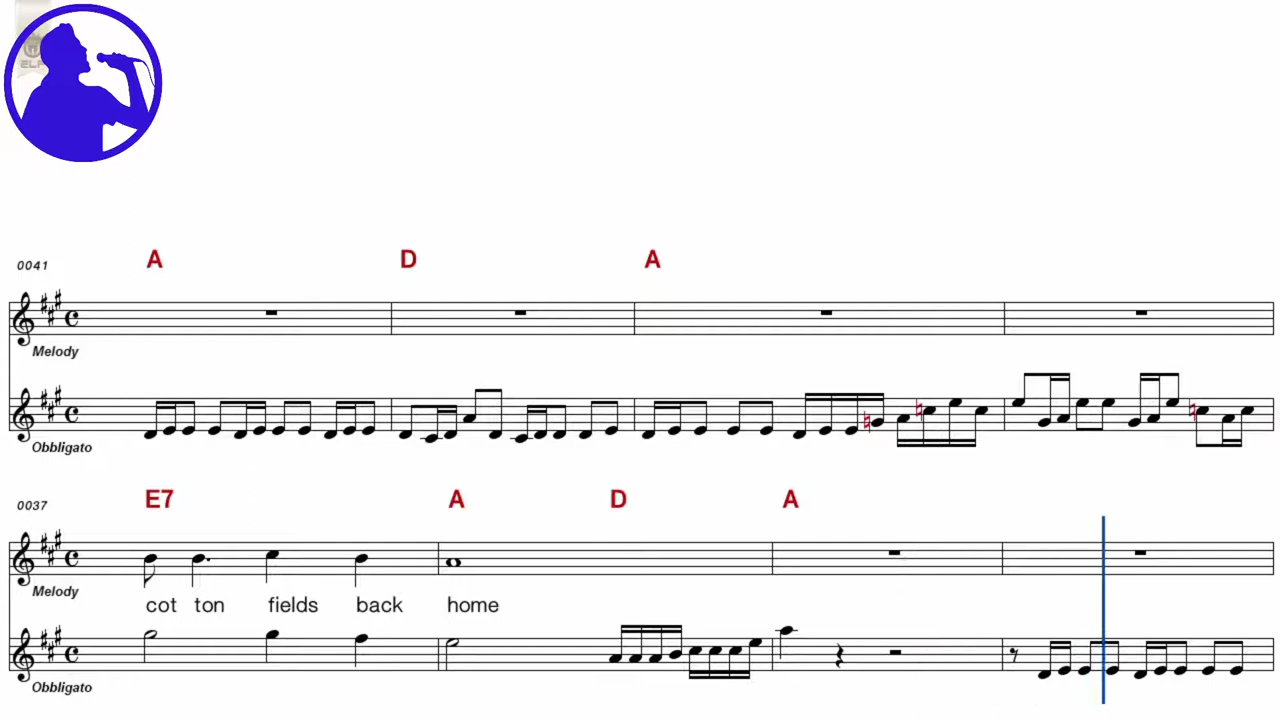 0041
A D A
Melody
Obbligato
0037
E7 A D A
Melody
cot ton fields back home
Obbligato